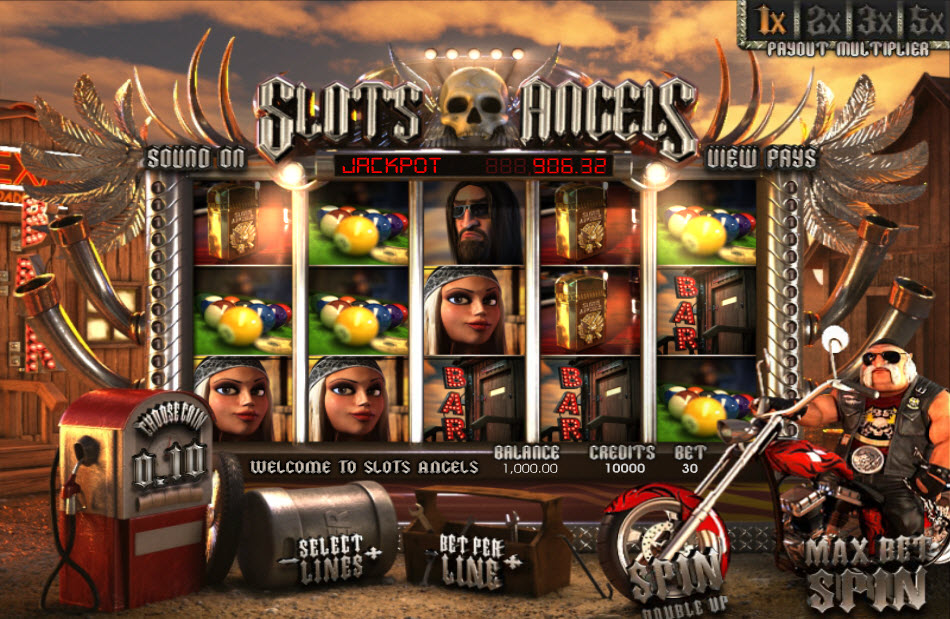 1x 2x 3x 5x
PAYOUT MULTIPLIER
SLOTS ANGELS
SOUND ON
JACKPOT 906.32
VIEW PAYS
BAR
BAR
BAR
BAR
CHOOSE COIN
0.10
WELCOME TO SLOTS ANGELS
BALANCE
1,000.00
CREDITS
10000
BET
30
- SELECT LINES +
- BET PER LINE +
SPIN
DOUBLE UP
MAX BET
SPIN